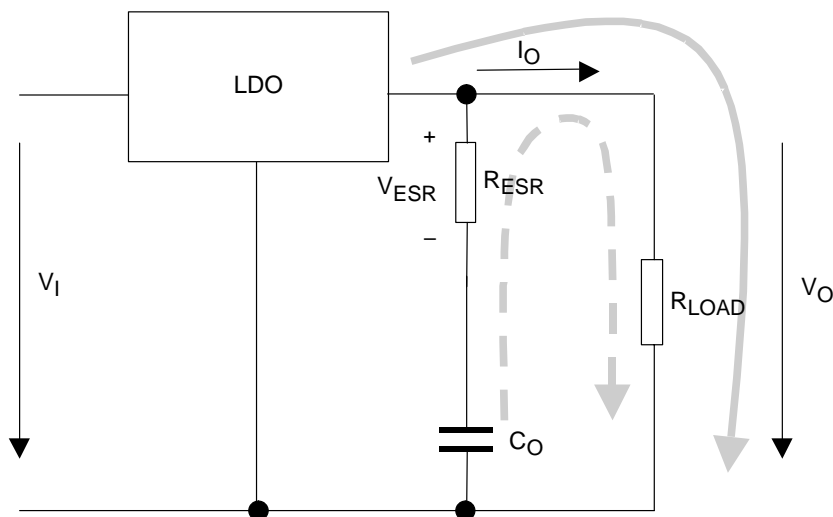 I_O
LDO
+
V_ESR
R_ESR
–
V_I
R_LOAD
V_O
C_O